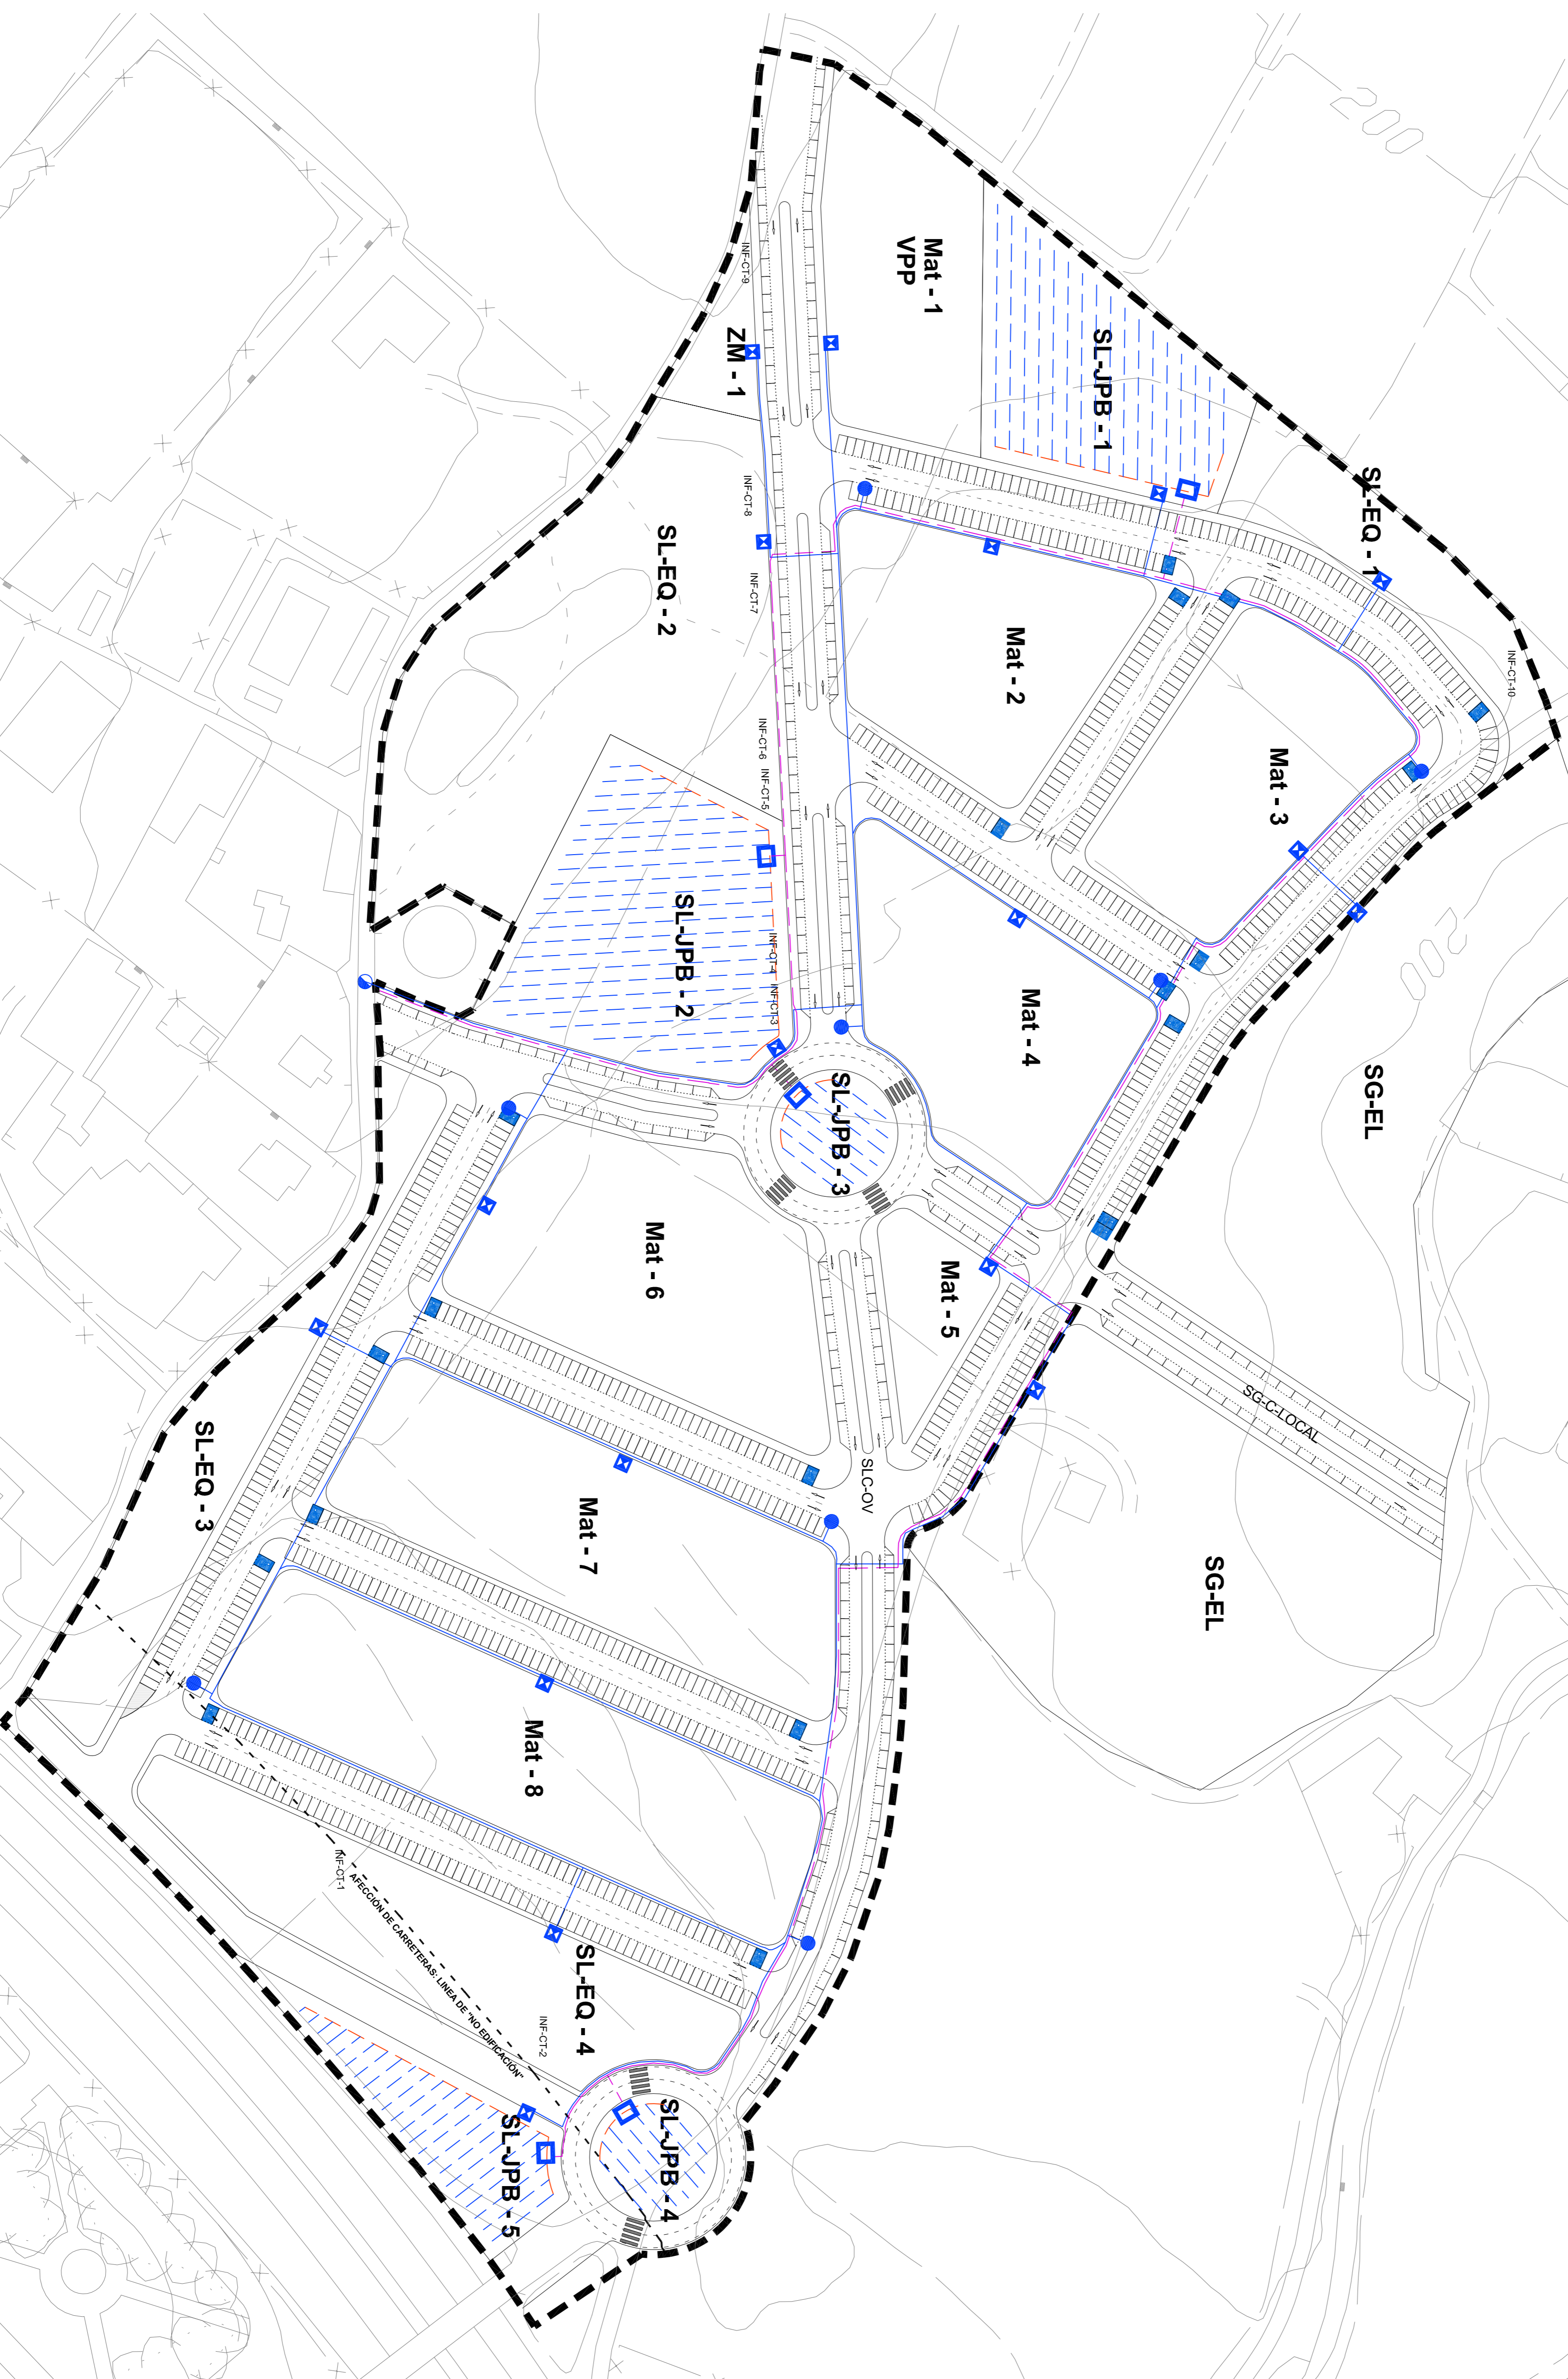 Mat - 1
VPP
SL-JPB - 1
SL-EQ - 1
INF-CT-9
ZM - 1
INF-CT-8
SL-EQ - 2
INF-CT-7
Mat - 2
INF-CT-10
Mat - 3
INF-CT-6
INF-CT-5
SL-JPB - 2
INF-CT-4
INF-CT-3
Mat - 4
SL-JPB - 3
SG-EL
Mat - 6
Mat - 5
SG-C-LOCAL
SL-EQ - 3
SLC-OV
Mat - 7
SG-EL
Mat - 8
INF-CT-1
AFECCIÓN DE CARRETERAS: LINEA DE "NO EDIFICACIÓN"
SL-EQ - 4
INF-CT-2
SL-JPB - 4
SL-JPB - 5